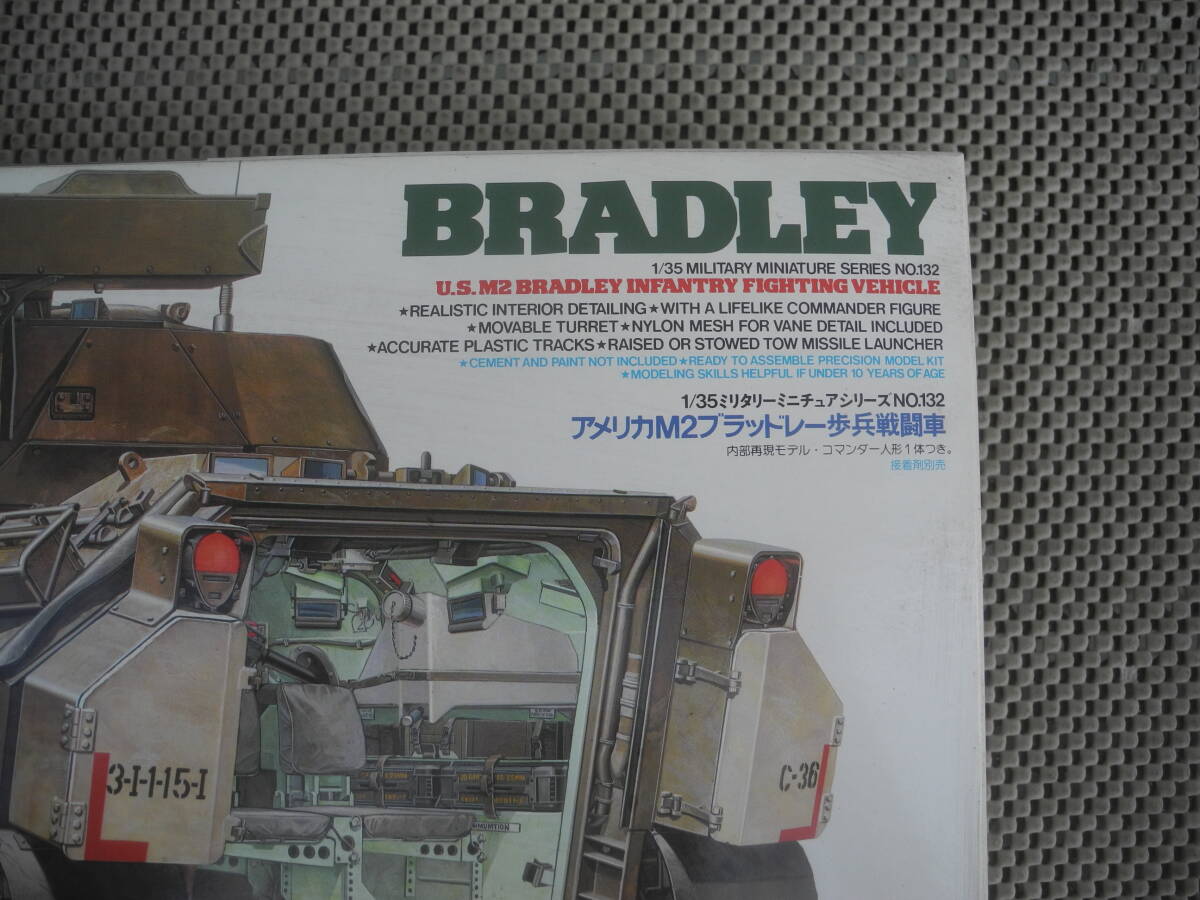 BRADLEY
1/35 MILITARY MINIATURE SERIES NO.132
U.S. M2 BRADLEY INFANTRY FIGHTING VEHICLE
★REALISTIC INTERIOR DETAILING ★WITH A LIFELIKE COMMANDER FIGURE
★MOVABLE TURRET ★NYLON MESH FOR VANE DETAIL INCLUDED
★ACCURATE PLASTIC TRACKS ★RAISED OR STOWED TOW MISSILE LAUNCHER
★CEMENT AND PAINT NOT INCLUDED ★READY TO ASSEMBLE PRECISION MODEL KIT
★MODELING SKILLS HELPFUL IF UNDER 10 YEARS OF AGE
1/35ミリタリーミニチュアシリーズNO.132
アメリカM2ブラッドレー歩兵戦闘車
内部再現モデル・コマンダー人形1体つき。
接着剤別売
3-I-1-15-I
C-36